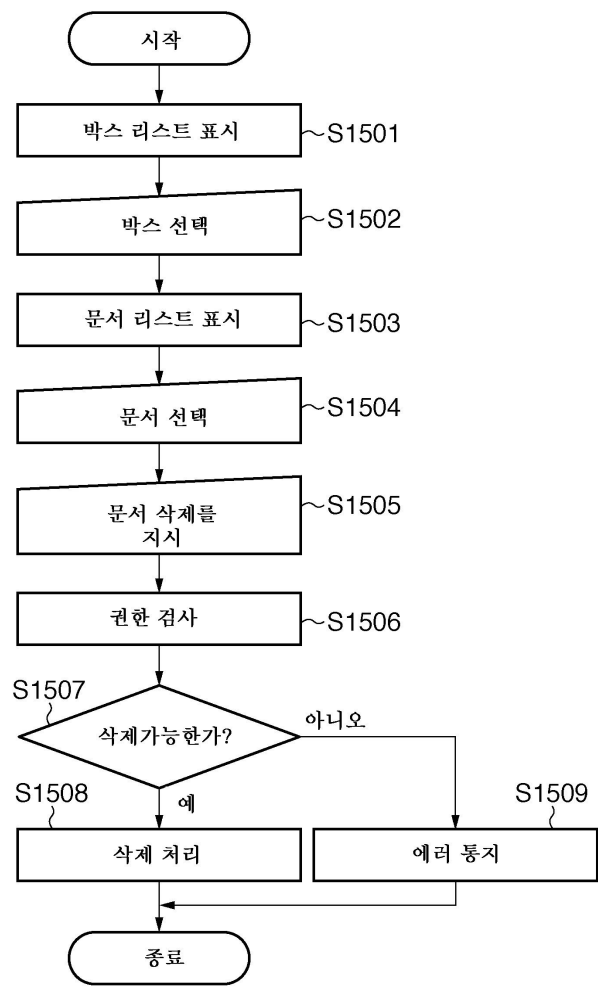 시작
박스 리스트 표시
S1501
박스 선택
S1502
문서 리스트 표시
S1503
문서 선택
S1504
문서 삭제를
지시
S1505
권한 검사
S1506
S1507
삭제가능한가?
아니오
예
S1508
삭제 처리
S1509
에러 통지
종료